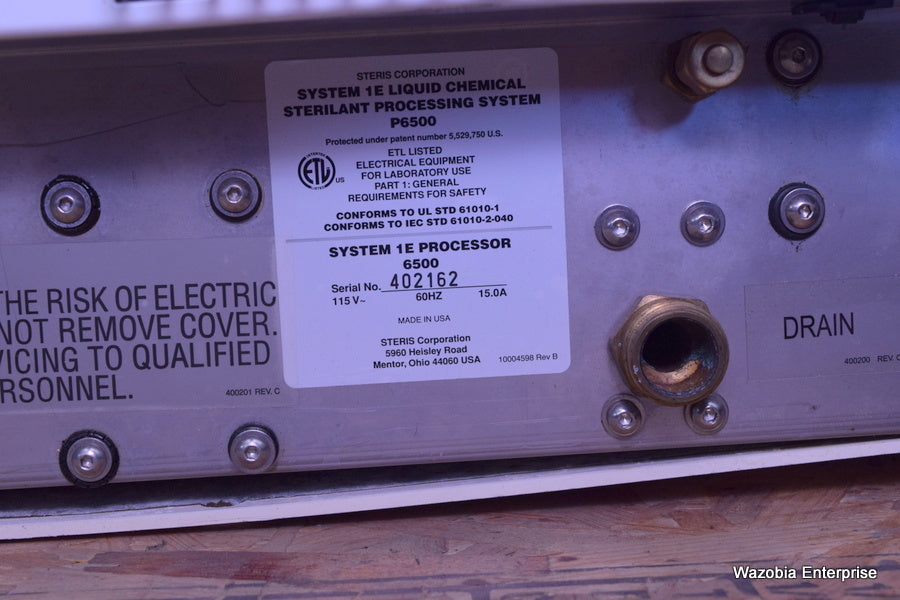 STERIS CORPORATION
SYSTEM 1E LIQUID CHEMICAL
STERILANT PROCESSING SYSTEM
P6500
Protected under patent number 5,529,750 U.S.
INTERTEK
ETL
LISTED
US
ETL LISTED
ELECTRICAL EQUIPMENT
FOR LABORATORY USE
PART 1: GENERAL
REQUIREMENTS FOR SAFETY
CONFORMS TO UL STD 61010-1
CONFORMS TO IEC STD 61010-2-040
SYSTEM 1E PROCESSOR
6500
Serial No. 402162
115 V~ 60HZ 15.0A
MADE IN USA
STERIS Corporation
5960 Heisley Road
Mentor, Ohio 44060 USA
10004598 Rev B
THE RISK OF ELECTRIC
NOT REMOVE COVER.
VICING TO QUALIFIED
RSONNEL.
400201 REV. C
DRAIN
400200 REV. C
Wazobia Enterprise